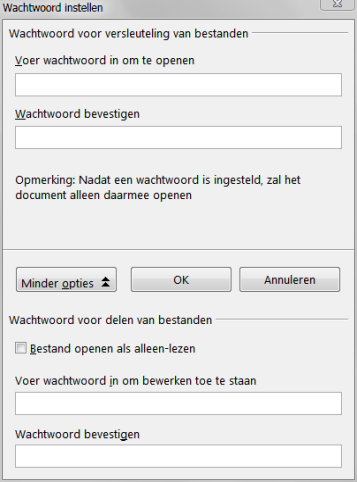 Wachtwoord instellen
Wachtwoord voor versleuteling van bestanden
Voer wachtwoord in om te openen
Wachtwoord bevestigen
Opmerking: Nadat een wachtwoord is ingesteld, zal het
document alleen daarmee openen
Minder opties OK Annuleren
Wachtwoord voor delen van bestanden
Bestand openen als alleen-lezen
Voer wachtwoord in om bewerken toe te staan
Wachtwoord bevestigen